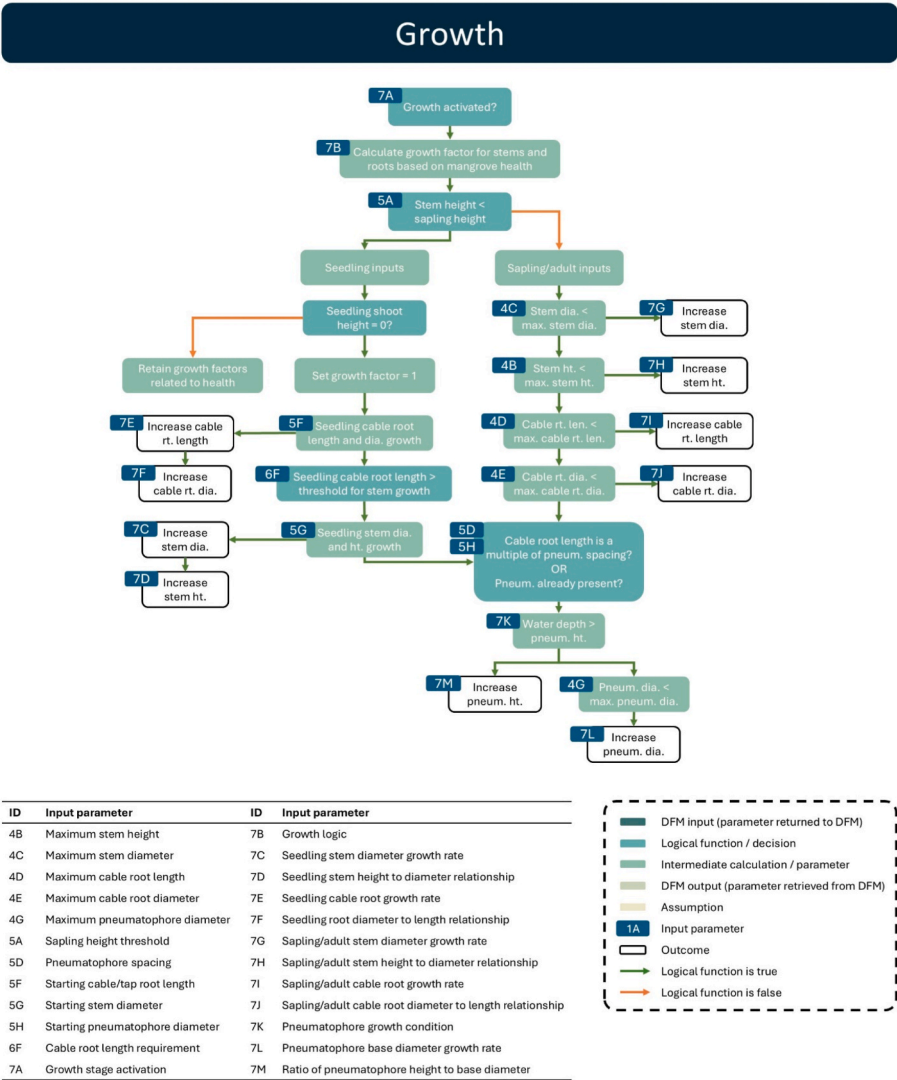 Growth
7A
Growth activated?
7B
Calculate growth factor for stems and
roots based on mangrove health
5A
Stem height <
sapling height
Seedling inputs
Sapling/adult inputs
Seedling shoot
height = 0?
4C
Stem dia. <
max. stem dia.
7G
Increase
stem dia.
Retain growth factors
related to health
Set growth factor = 1
4B
Stem ht. <
max. stem ht.
7H
Increase
stem ht.
7E
Increase cable
rt. length
5F
Seedling cable root
length and dia. growth
4D
Cable rt. len. <
max. cable rt. len.
7I
Increase cable
rt. length
7F
Increase
cable rt. dia.
6F
Seedling cable root length >
threshold for stem growth
4E
Cable rt. dia. <
max. cable rt. dia.
7J
Increase
cable rt. dia.
7C
Increase
stem dia.
5G
Seedling stem dia.
and ht. growth
5D
5H
Cable root length is a
multiple of pneum. spacing?
OR
Pneum. already present?
7D
Increase
stem ht.
7K
Water depth >
pneum. ht.
7M
Increase
pneum. ht.
4G
Pneum. dia. <
max. pneum. dia.
7L
Increase
pneum. dia.
ID Input parameter ID Input parameter
4B Maximum stem height 7B Growth logic
4C Maximum stem diameter 7C Seedling stem diameter growth rate
4D Maximum cable root length 7D Seedling stem height to diameter relationship
4E Maximum cable root diameter 7E Seedling cable root growth rate
4G Maximum pneumatophore diameter 7F Seedling root diameter to length relationship
5A Sapling height threshold 7G Sapling/adult stem diameter growth rate
5D Pneumatophore spacing 7H Sapling/adult stem height to diameter relationship
5F Starting cable/tap root length 7I Sapling/adult cable root growth rate
5G Starting stem diameter 7J Sapling/adult cable root diameter to length relationship
5H Starting pneumatophore diameter 7K Pneumatophore growth condition
6F Cable root length requirement 7L Pneumatophore base diameter growth rate
7A Growth stage activation 7M Ratio of pneumatophore height to base diameter
DFM input (parameter returned to DFM)
Logical function / decision
Intermediate calculation / parameter
DFM output (parameter retrieved from DFM)
Assumption
1A Input parameter
Outcome
Logical function is true
Logical function is false